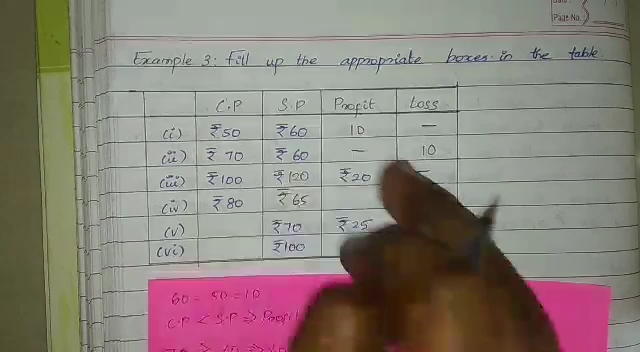 Page No.
Example 3: Fill up the appropriate boxes in the table
C.P S.P Profit Loss
(i) ₹50 ₹60 10 –
(ii) ₹70 ₹60 – 10
(iii) ₹100 ₹120 ₹20 –
(iv) ₹80 ₹65
(v) ₹70 ₹25
(vi) ₹100
60 – 50 = 10
C.P < S.P ⇒ Profit